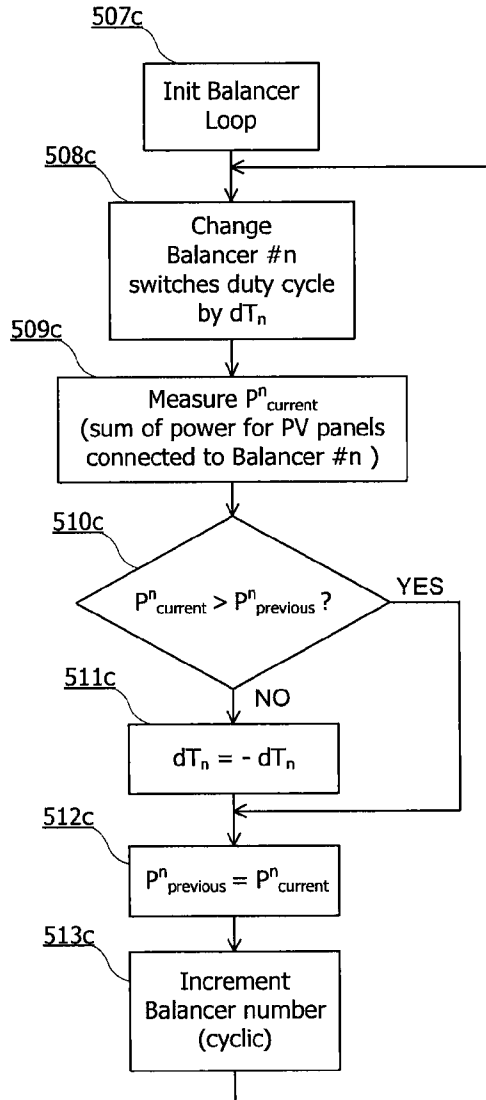 507c
Init Balancer
Loop
508c
Change
Balancer #n
switches duty cycle
by dTₙ
509c
Measure Pⁿcurrent
(sum of power for PV panels
connected to Balancer #n )
510c
Pⁿcurrent > Pⁿprevious ?
YES
NO
511c
dTₙ = - dTₙ
512c
Pⁿprevious = Pⁿcurrent
513c
Increment
Balancer number
(cyclic)